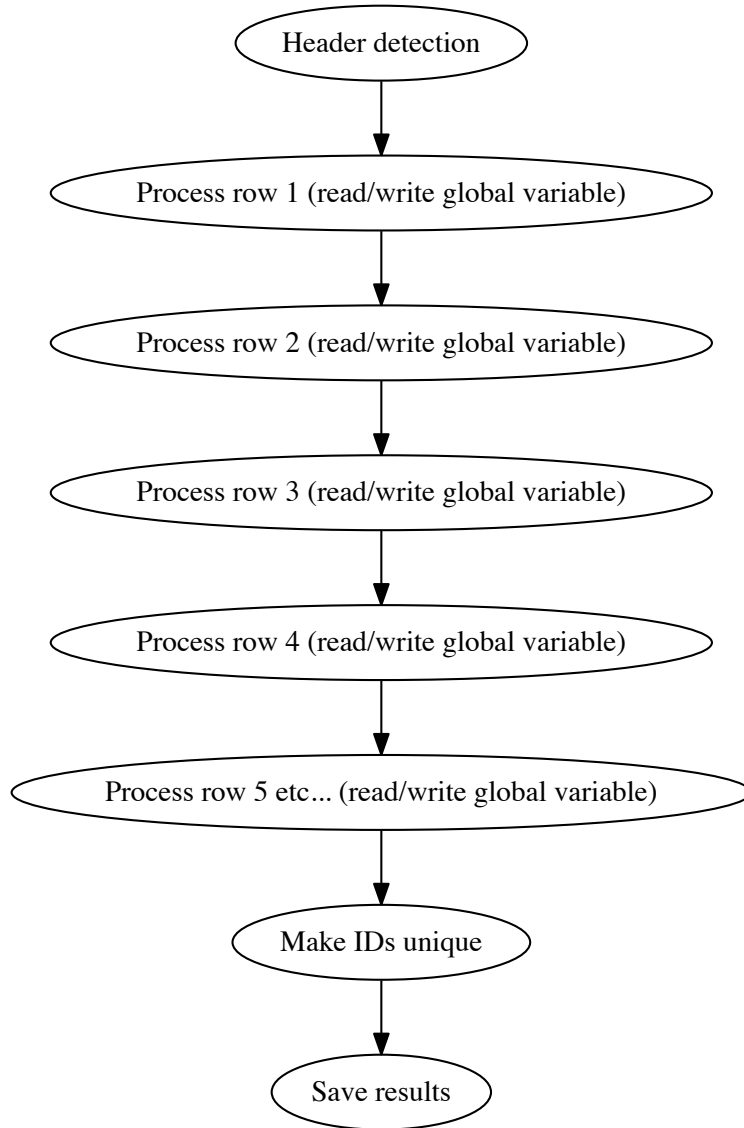 Header detection
Process row 1 (read/write global variable)
Process row 2 (read/write global variable)
Process row 3 (read/write global variable)
Process row 4 (read/write global variable)
Process row 5 etc... (read/write global variable)
Make IDs unique
Save results